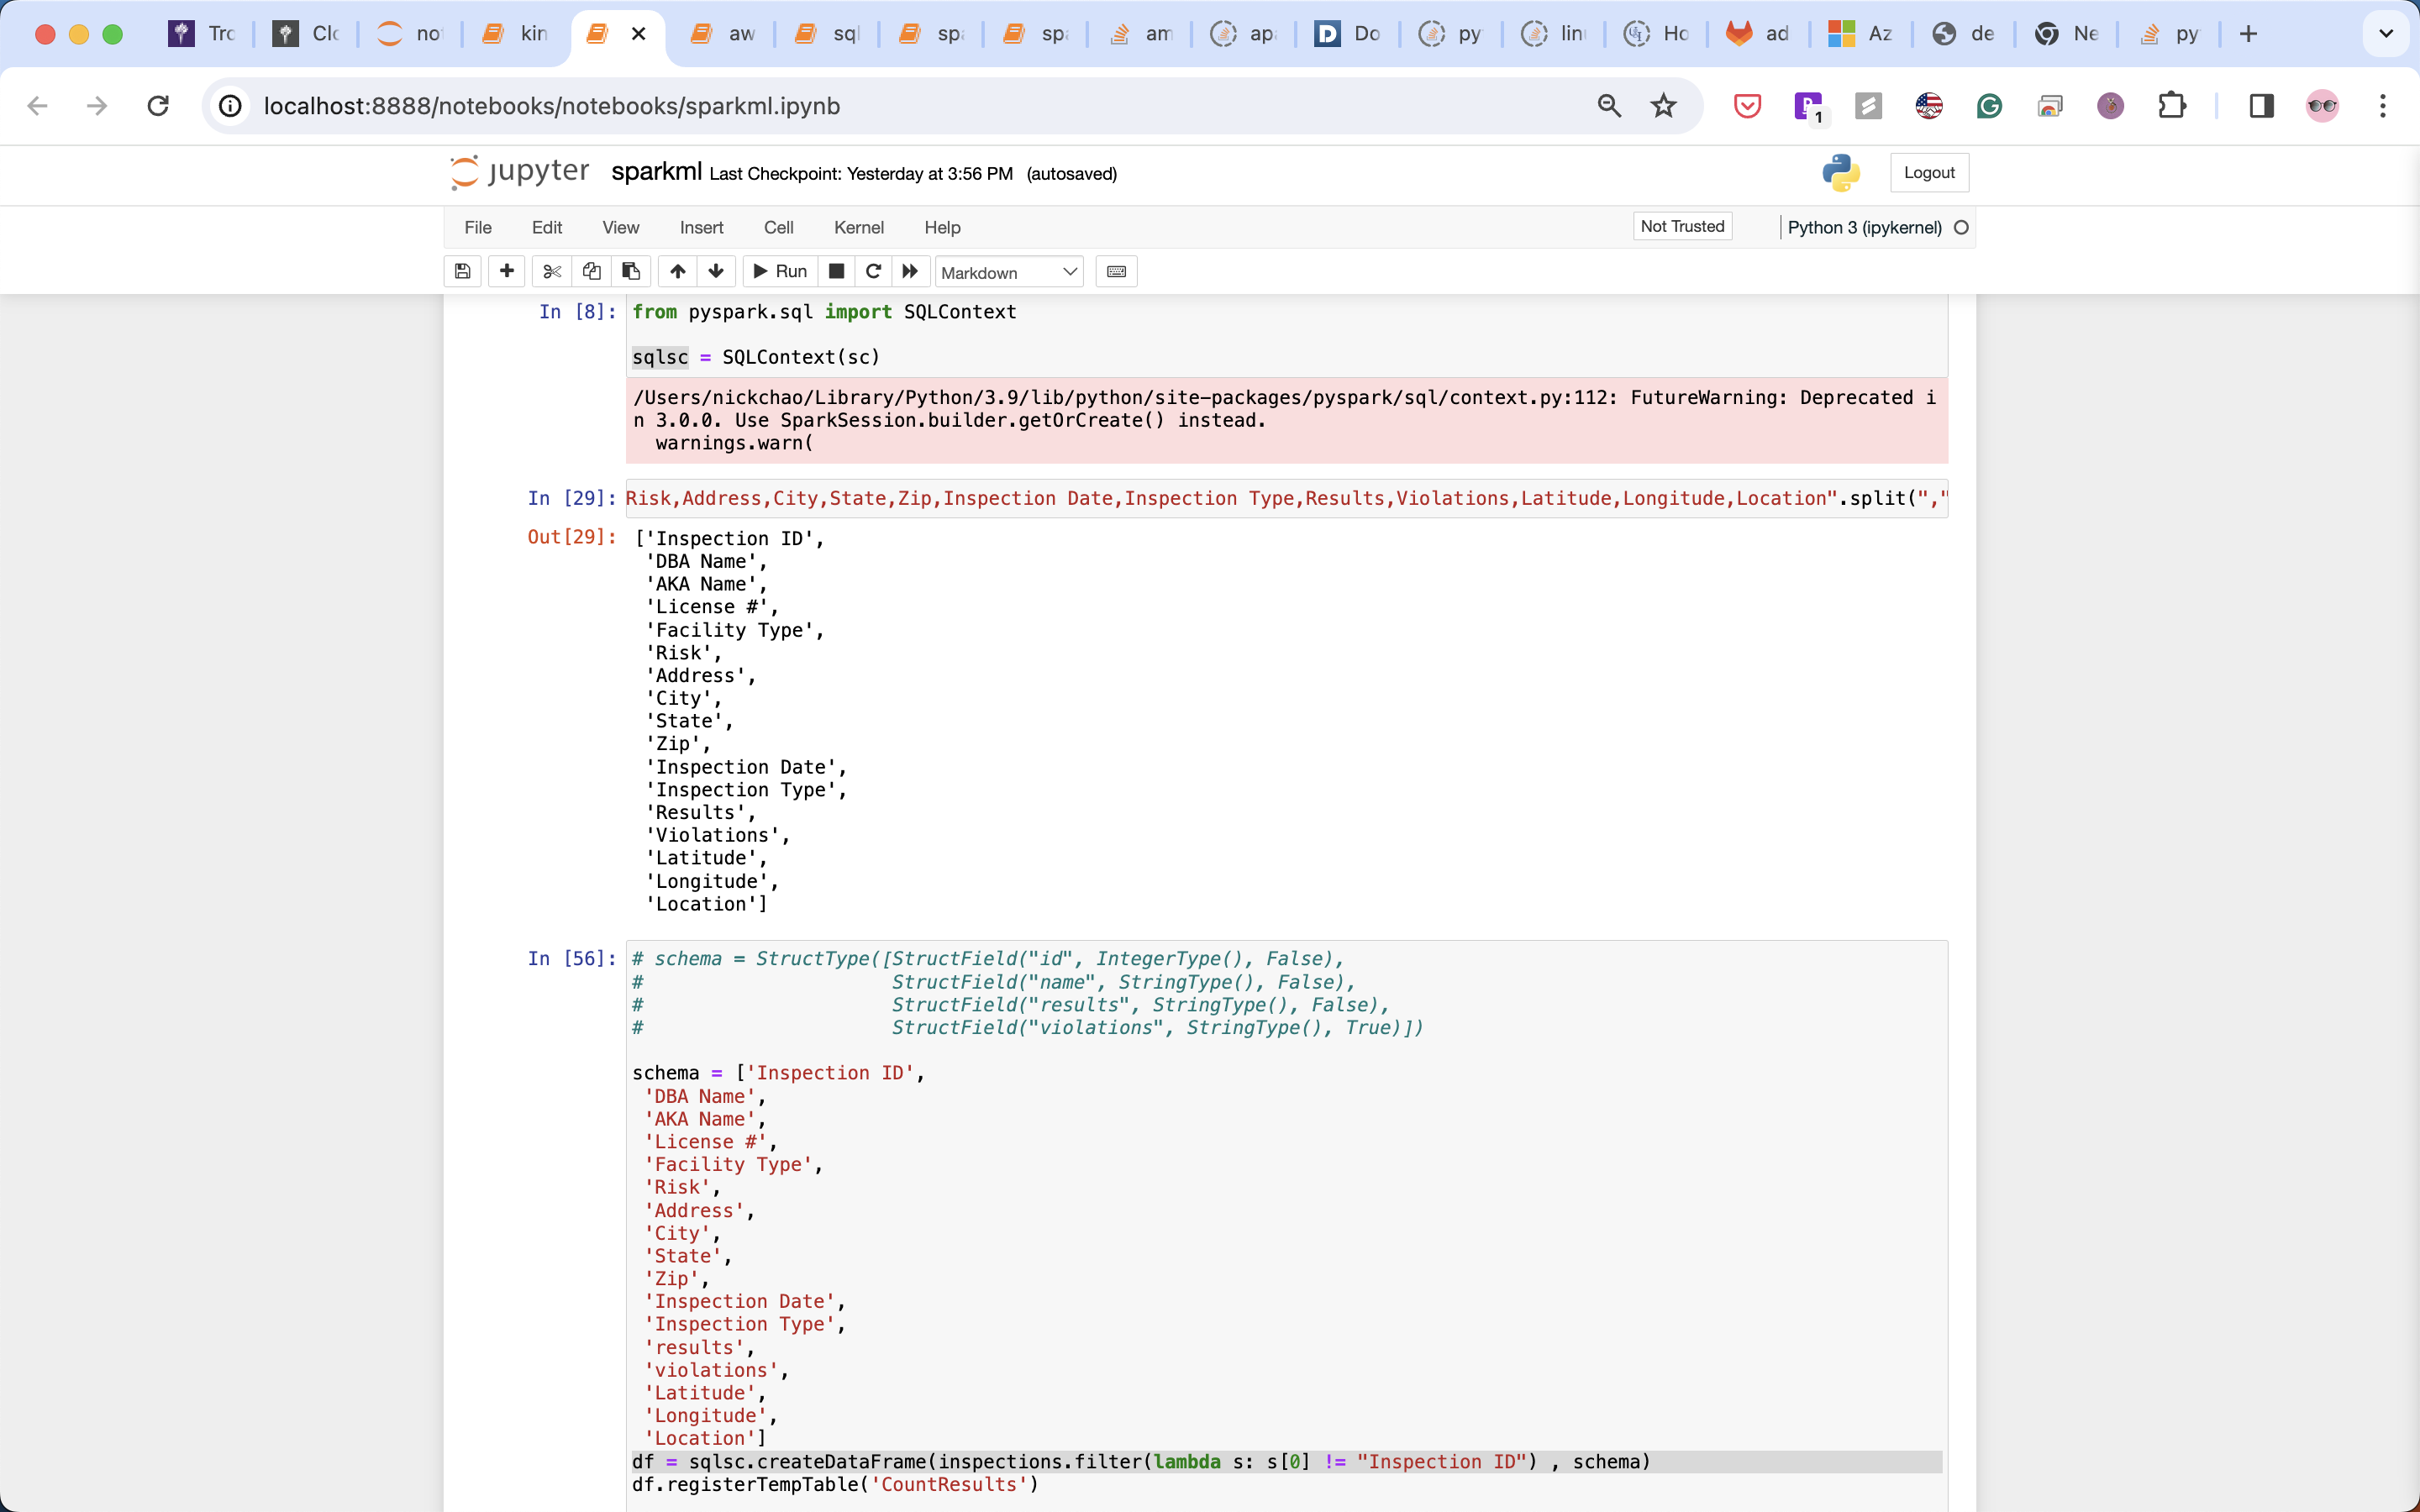 Tro
Clo
no
kin
aw
sql
spa
spa
am
apa
Do
py
lin
Ho
ad
Az
de
Ne
py
localhost:8888/notebooks/notebooks/sparkml.ipynb
1
jupyter sparkml Last Checkpoint: Yesterday at 3:56 PM (autosaved)
Logout
File Edit View Insert Cell Kernel Help
Not Trusted
Python 3 (ipykernel)
Run
Markdown
In [8]: from pyspark.sql import SQLContext
sqlsc = SQLContext(sc)
/Users/nickchao/Library/Python/3.9/lib/python/site-packages/pyspark/sql/context.py:112: FutureWarning: Deprecated i
n 3.0.0. Use SparkSession.builder.getOrCreate() instead.
warnings.warn(
In [29]: Risk,Address,City,State,Zip,Inspection Date,Inspection Type,Results,Violations,Latitude,Longitude,Location".split(","
Out[29]: ['Inspection ID',
'DBA Name',
'AKA Name',
'License #',
'Facility Type',
'Risk',
'Address',
'City',
'State',
'Zip',
'Inspection Date',
'Inspection Type',
'Results',
'Violations',
'Latitude',
'Longitude',
'Location']
In [56]: # schema = StructType([StructField("id", IntegerType(), False),
# StructField("name", StringType(), False),
# StructField("results", StringType(), False),
# StructField("violations", StringType(), True)])
schema = ['Inspection ID',
'DBA Name',
'AKA Name',
'License #',
'Facility Type',
'Risk',
'Address',
'City',
'State',
'Zip',
'Inspection Date',
'Inspection Type',
'results',
'violations',
'Latitude',
'Longitude',
'Location']
df = sqlsc.createDataFrame(inspections.filter(lambda s: s[0] != "Inspection ID") , schema)
df.registerTempTable('CountResults')